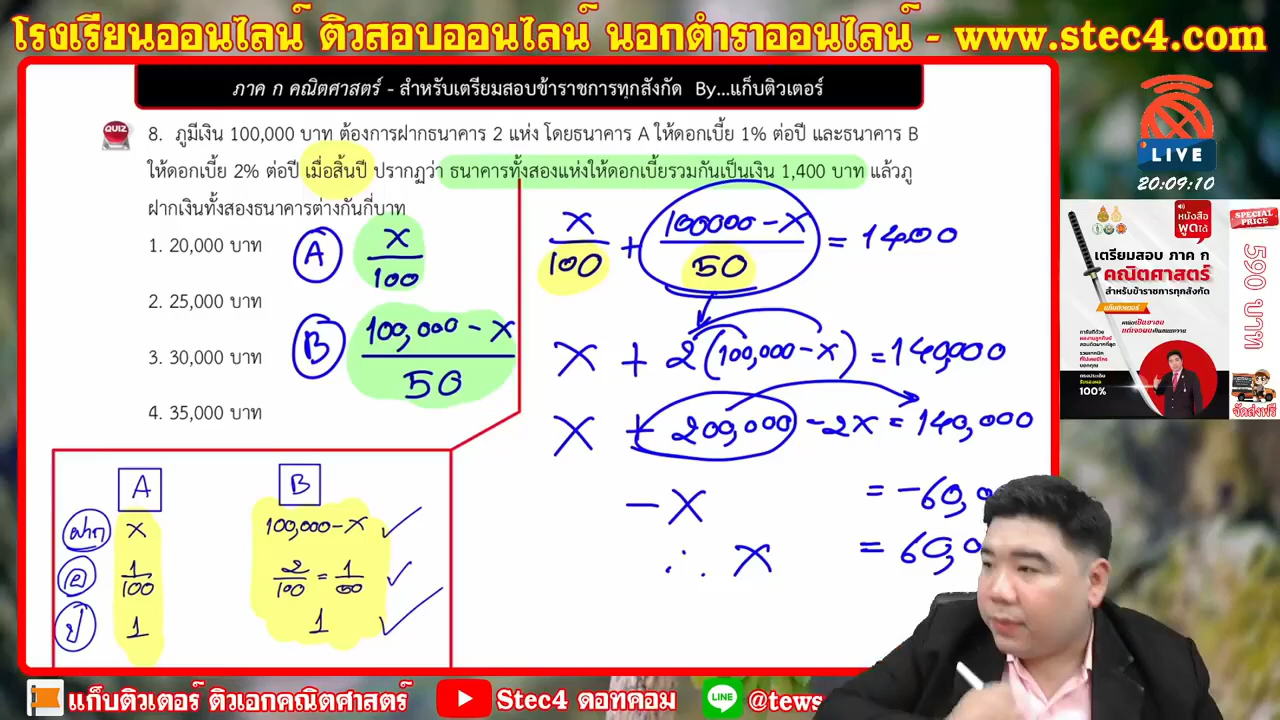 โรงเรียนออนไลน์ ติวสอบออนไลน์ นอกตำราออนไลน์ - www.stec4.com
ภาค ก คณิตศาสตร์ - สำหรับเตรียมสอบข้าราชการทุกสังกัด By...แก็บติวเตอร์
QUIZ
8. ภูมีเงิน 100,000 บาท ต้องการฝากธนาคาร 2 แห่ง โดยธนาคาร A ให้ดอกเบี้ย 1% ต่อปี และธนาคาร B
ให้ดอกเบี้ย 2% ต่อปี เมื่อสิ้นปี ปรากฏว่า ธนาคารทั้งสองแห่งให้ดอกเบี้ยรวมกันเป็นเงิน 1,400 บาท แล้วภู
ฝากเงินทั้งสองธนาคารต่างกันกี่บาท
1. 20,000 บาท
2. 25,000 บาท
3. 30,000 บาท
4. 35,000 บาท
A x/100
B 100,000 - x/50
x/100 + 100000 - x/50 = 1400
x + 2(100,000 - x) = 140,000
x + 200,000 - 2x = 140,000
- x = -60,0
∴ x = 60,0
A B
ฝาก x 100,000 - x
ด 1/100 2/100 = 1/50
ปี 1 1
LIVE
20:09:10
หนังสือ
พูดได้
SPECIAL
PRICE
เตรียมสอบ ภาค ก
คณิตศาสตร์
สำหรับข้าราชการทุกสังกัด
แก็บติวเตอร์
100%
590 บาท
จัดส่งฟรี
แก็บติวเตอร์ ติวเอกคณิตศาสตร์
Stec4 ดอทคอม
LINE
@tews